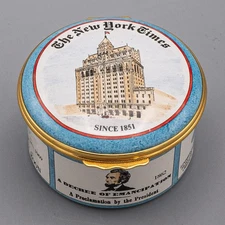 The New York Times
SINCE 1851
1862
A DECREE OF EMANCIPATION
A Proclamation by the President